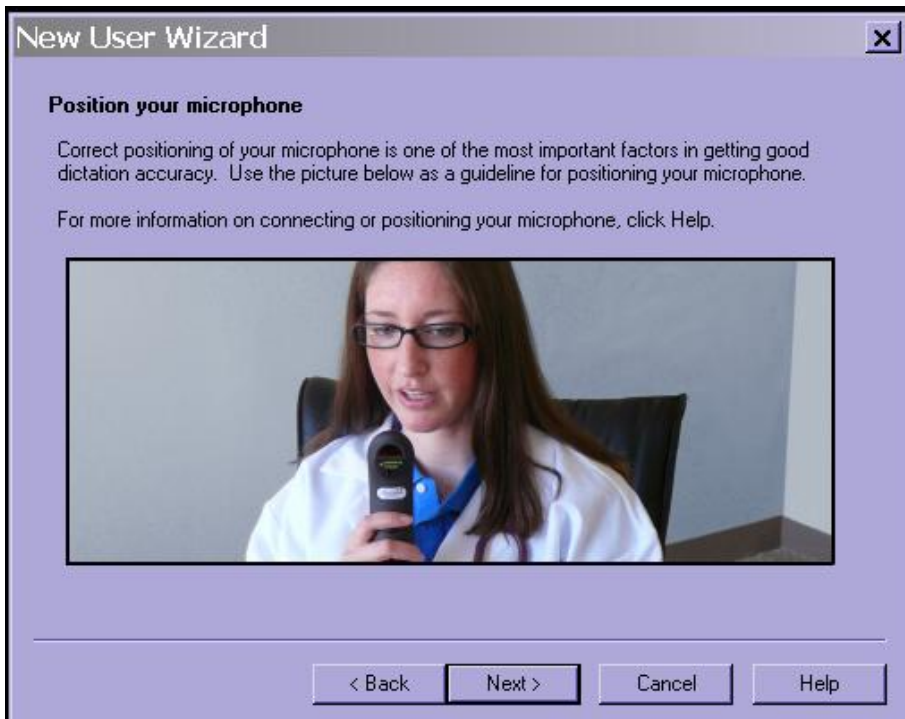 New User Wizard
Position your microphone
Correct positioning of your microphone is one of the most important factors in getting good
dictation accuracy.  Use the picture below as a guideline for positioning your microphone.
For more information on connecting or positioning your microphone, click Help.
< Back
Next >
Cancel
Help